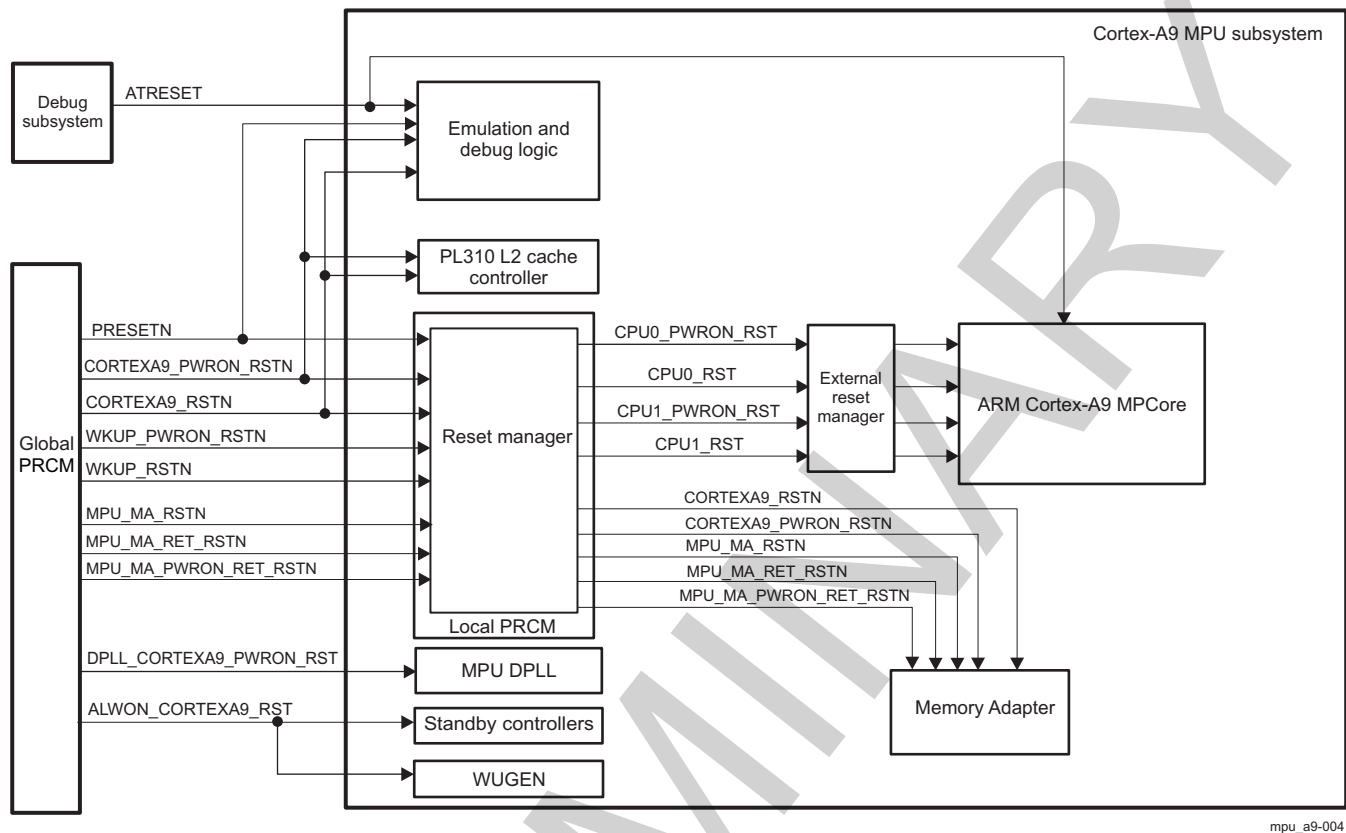 Cortex-A9 MPU subsystem
Debug
subsystem
ATRESET
Emulation and
debug logic
PL310 L2 cache
controller
Global
PRCM
PRESETN
CORTEXA9_PWRON_RSTN
CORTEXA9_RSTN
WKUP_PWRON_RSTN
WKUP_RSTN
MPU_MA_RSTN
MPU_MA_RET_RSTN
MPU_MA_PWRON_RET_RSTN
DPLL_CORTEXA9_PWRON_RST
ALWON_CORTEXA9_RST
Reset manager
Local PRCM
CPU0_PWRON_RST
CPU0_RST
CPU1_PWRON_RST
CPU1_RST
External
reset
manager
ARM Cortex-A9 MPCore
CORTEXA9_RSTN
CORTEXA9_PWRON_RSTN
MPU_MA_RSTN
MPU_MA_RET_RSTN
MPU_MA_PWRON_RET_RSTN
MPU DPLL
Standby controllers
WUGEN
Memory Adapter
MINARY
mpu_a9-004